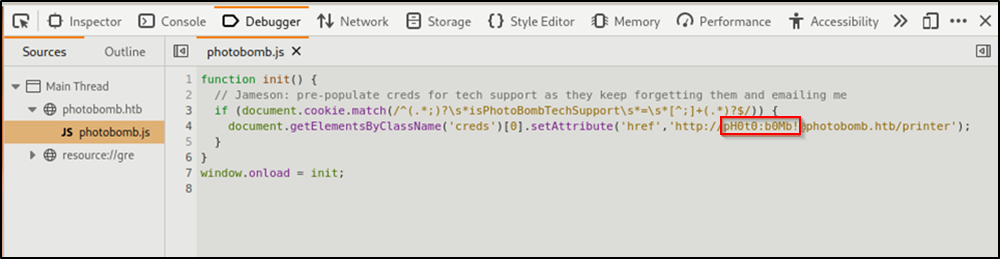 Inspector Console Debugger Network Storage Style Editor Memory Performance Accessibility
Sources Outline photobomb.js
Main Thread
photobomb.htb
JS photobomb.js
resource://gre
1 function init() {
2 // Jameson: pre-populate creds for tech support as they keep forgetting them and emailing me
3 if (document.cookie.match(/^(.*;)?\s*isPhotoBombTechSupport\s*=\s*[^;]+(.*)?$/)) {
4 document.getElementsByClassName('creds')[0].setAttribute('href','http://pH0t0:b0Mb!@photobomb.htb/printer');
5 }
6 }
7 window.onload = init;
8